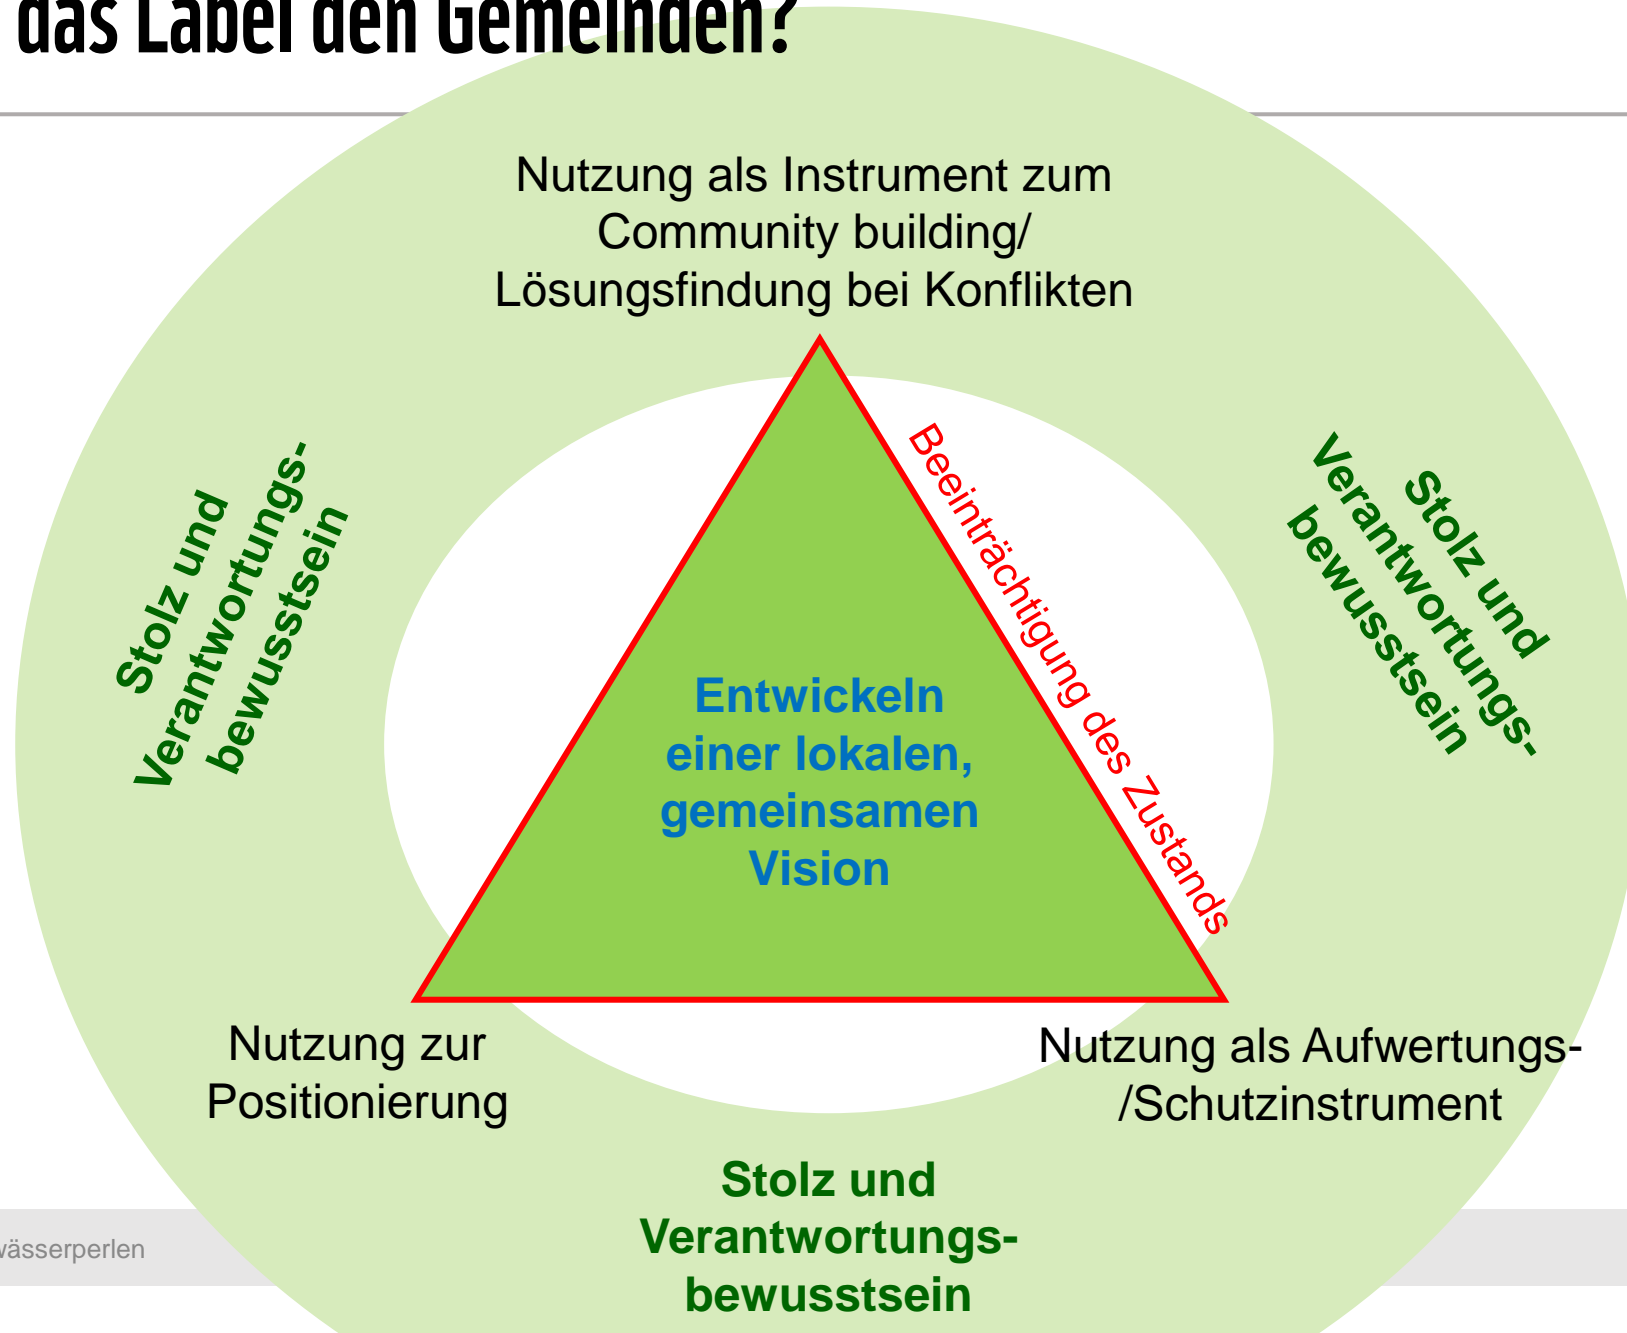 das Label den Gemeinden?
Nutzung als Instrument zum
Community building/
Lösungsfindung bei Konflikten
Stolz und
Verantwortungs-
bewusstsein
Beeinträchtigung des Zustands
Stolz und
Verantwortungs-
bewusstsein
Entwickeln
einer lokalen,
gemeinsamen
Vision
Nutzung zur
Positionierung
Nutzung als Aufwertungs-
/Schutzinstrument
Stolz und
Verantwortungs-
bewusstsein
wässerperlen